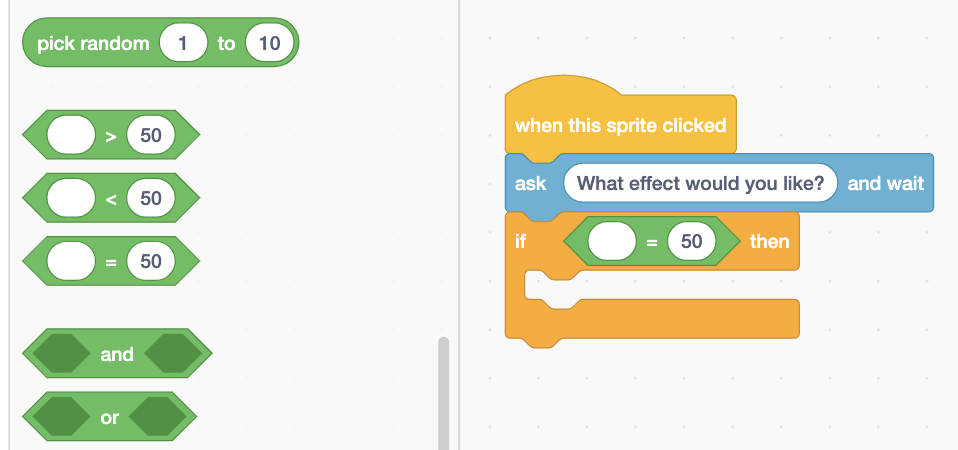 pick random 1 to 10
> 50
< 50
= 50
and
or
when this sprite clicked
ask What effect would you like? and wait
if = 50 then